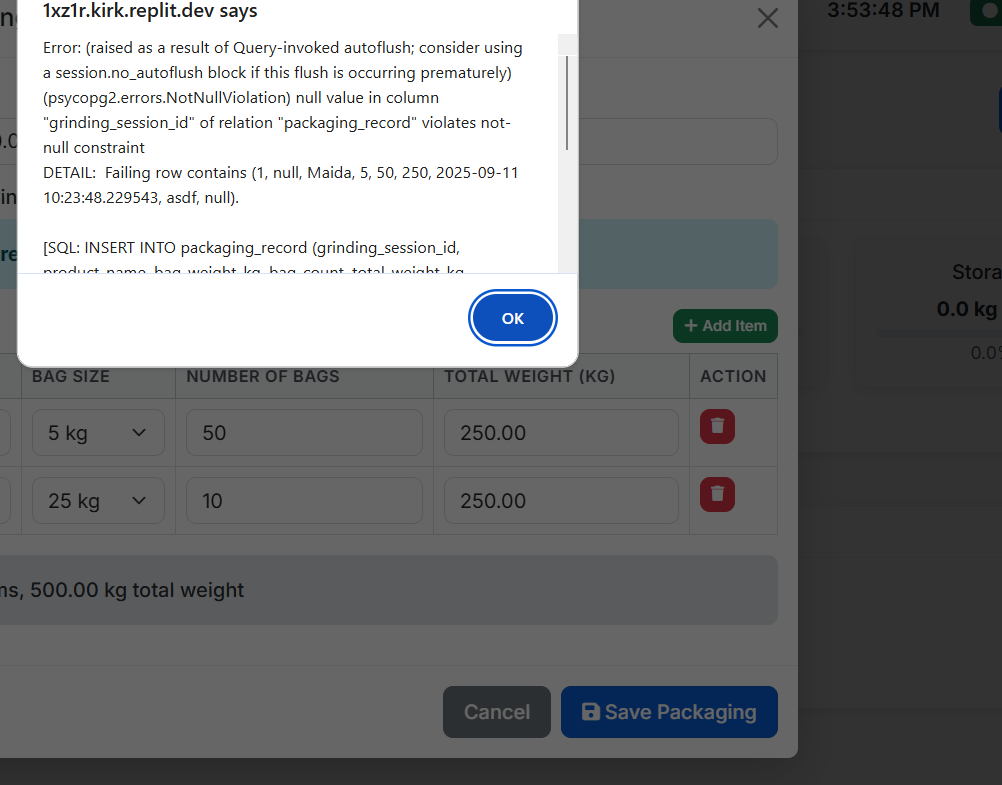 1xz1r.kirk.replit.dev says
3:53:48 PM
Error: (raised as a result of Query-invoked autoflush; consider using
a session.no_autoflush block if this flush is occurring prematurely)
(psycopg2.errors.NotNullViolation) null value in column
"grinding_session_id" of relation "packaging_record" violates not-
null constraint
DETAIL:  Failing row contains (1, null, Maida, 5, 50, 250, 2025-09-11
10:23:48.229543, asdf, null).
[SQL: INSERT INTO packaging_record (grinding_session_id,
product_name, bag_weight_kg, bag_count, total_weight_kg,
OK
Stora
0.0 kg
0.0%
+ Add Item
BAG SIZE NUMBER OF BAGS TOTAL WEIGHT (KG) ACTION
5 kg 50 250.00
25 kg 10 250.00
ms, 500.00 kg total weight
Cancel Save Packaging